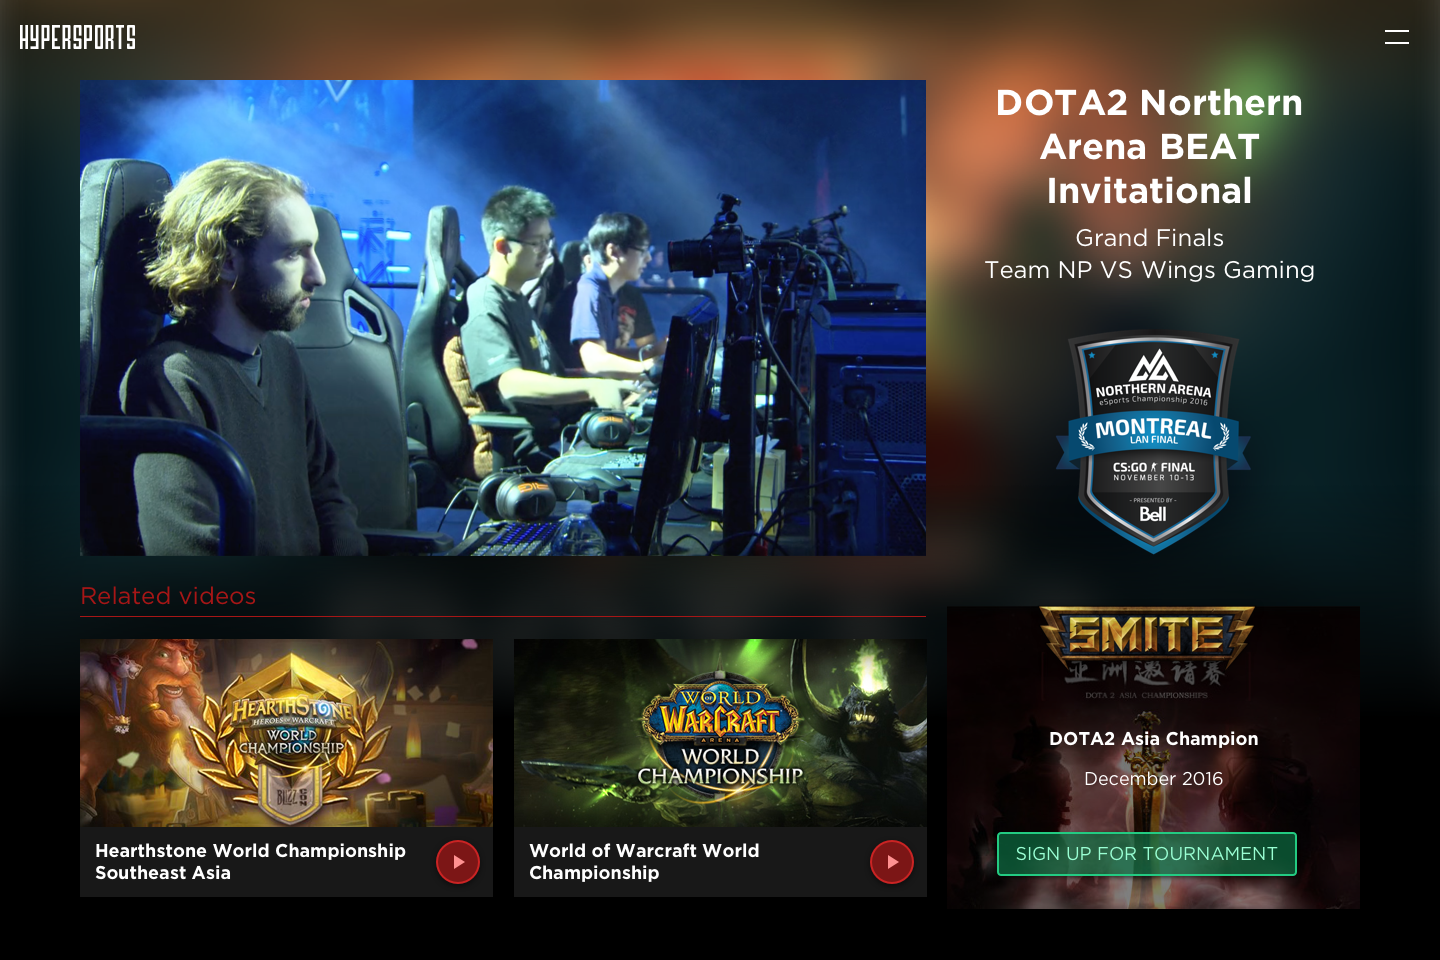 HYPERSPORTS
DOTA2 Northern
Arena BEAT
Invitational
Grand Finals
Team NP VS Wings Gaming
NORTHERN ARENA
eSports Championship 2016
MONTREAL
LAN FINAL
CS:GO FINAL
NOVEMBER 10-13
- PRESENTED BY -
Bell
Related videos
HEARTHSTONE
HEROES OF WARCRAFT
WORLD
CHAMPIONSHIP
BLIZZCON
Hearthstone World Championship
Southeast Asia
WORLD OF
WARCRAFT
ARENA
WORLD
CHAMPIONSHIP
World of Warcraft World
Championship
SMITE
亚洲邀请赛
DOTA 2 ASIA CHAMPIONSHIPS
DOTA2 Asia Champion
December 2016
SIGN UP FOR TOURNAMENT